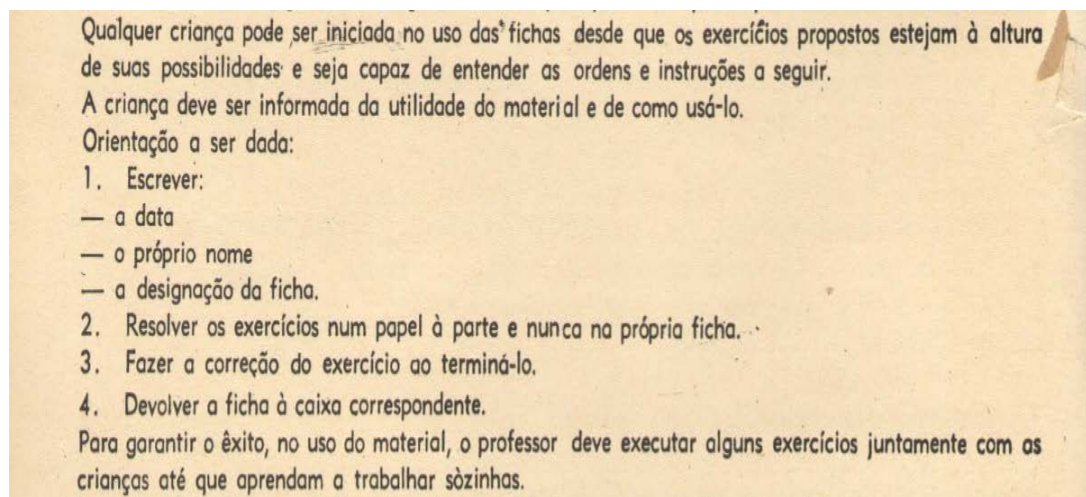 Qualquer criança pode ser iniciada no uso das fichas desde que os exercícios propostos estejam à altura
de suas possibilidades e seja capaz de entender as ordens e instruções a seguir.
A criança deve ser informada da utilidade do material e de como usá-lo.
Orientação a ser dada:
1. Escrever:
— a data
— o próprio nome
— a designação da ficha.
2. Resolver os exercícios num papel à parte e nunca na própria ficha.
3. Fazer a correção do exercício ao terminá-lo.
4. Devolver a ficha à caixa correspondente.
Para garantir o êxito, no uso do material, o professor deve executar alguns exercícios juntamente com as
crianças até que aprendam a trabalhar sòzinhas.